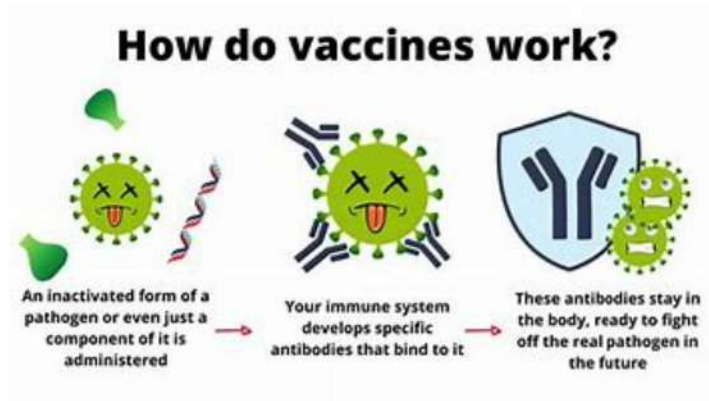 How do vaccines work?
An inactivated form of a
pathogen or even just a
component of it is
administered
Your immune system
develops specific
antibodies that bind to it
These antibodies stay in
the body, ready to fight
off the real pathogen in
the future